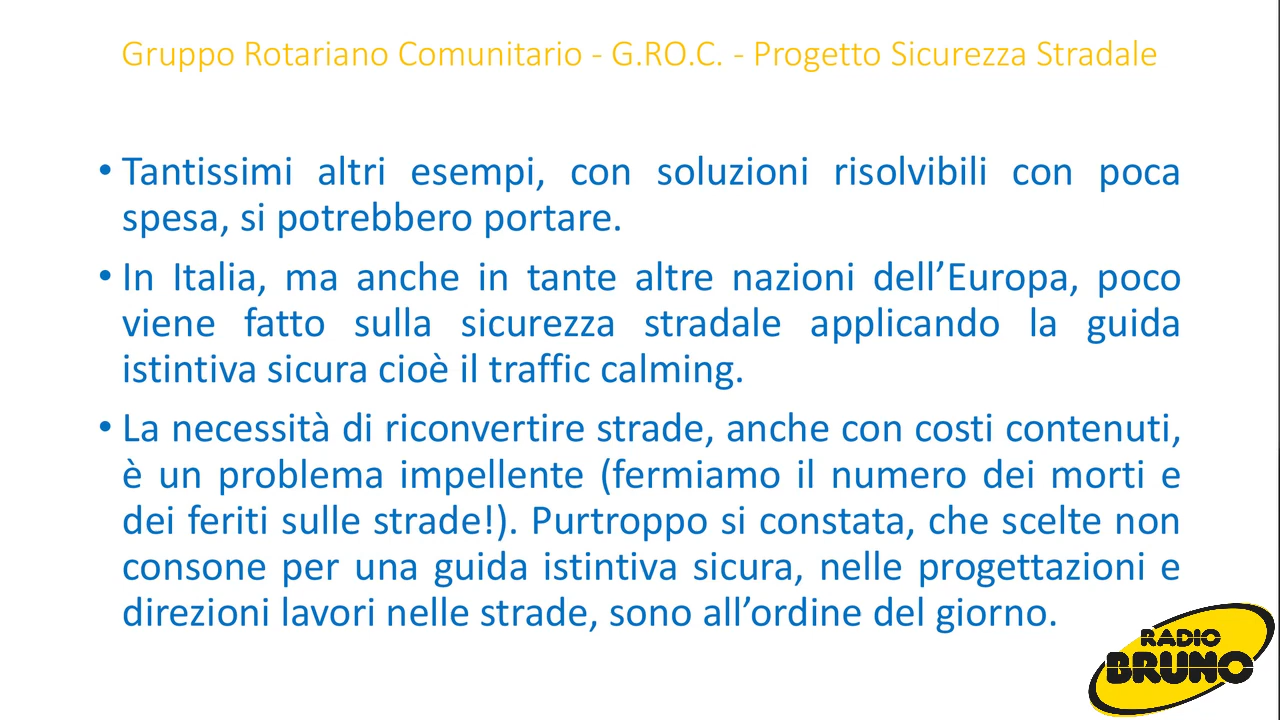 Gruppo Rotariano Comunitario - G.RO.C. - Progetto Sicurezza Stradale
• Tantissimi altri esempi, con soluzioni risolvibili con poca
spesa, si potrebbero portare.
• In Italia, ma anche in tante altre nazioni dell’Europa, poco
viene fatto sulla sicurezza stradale applicando la guida
istintiva sicura cioè il traffic calming.
• La necessità di riconvertire strade, anche con costi contenuti,
è un problema impellente (fermiamo il numero dei morti e
dei feriti sulle strade!). Purtroppo si constata, che scelte non
consone per una guida istintiva sicura, nelle progettazioni e
direzioni lavori nelle strade, sono all’ordine del giorno.
RADIO
BRUNO